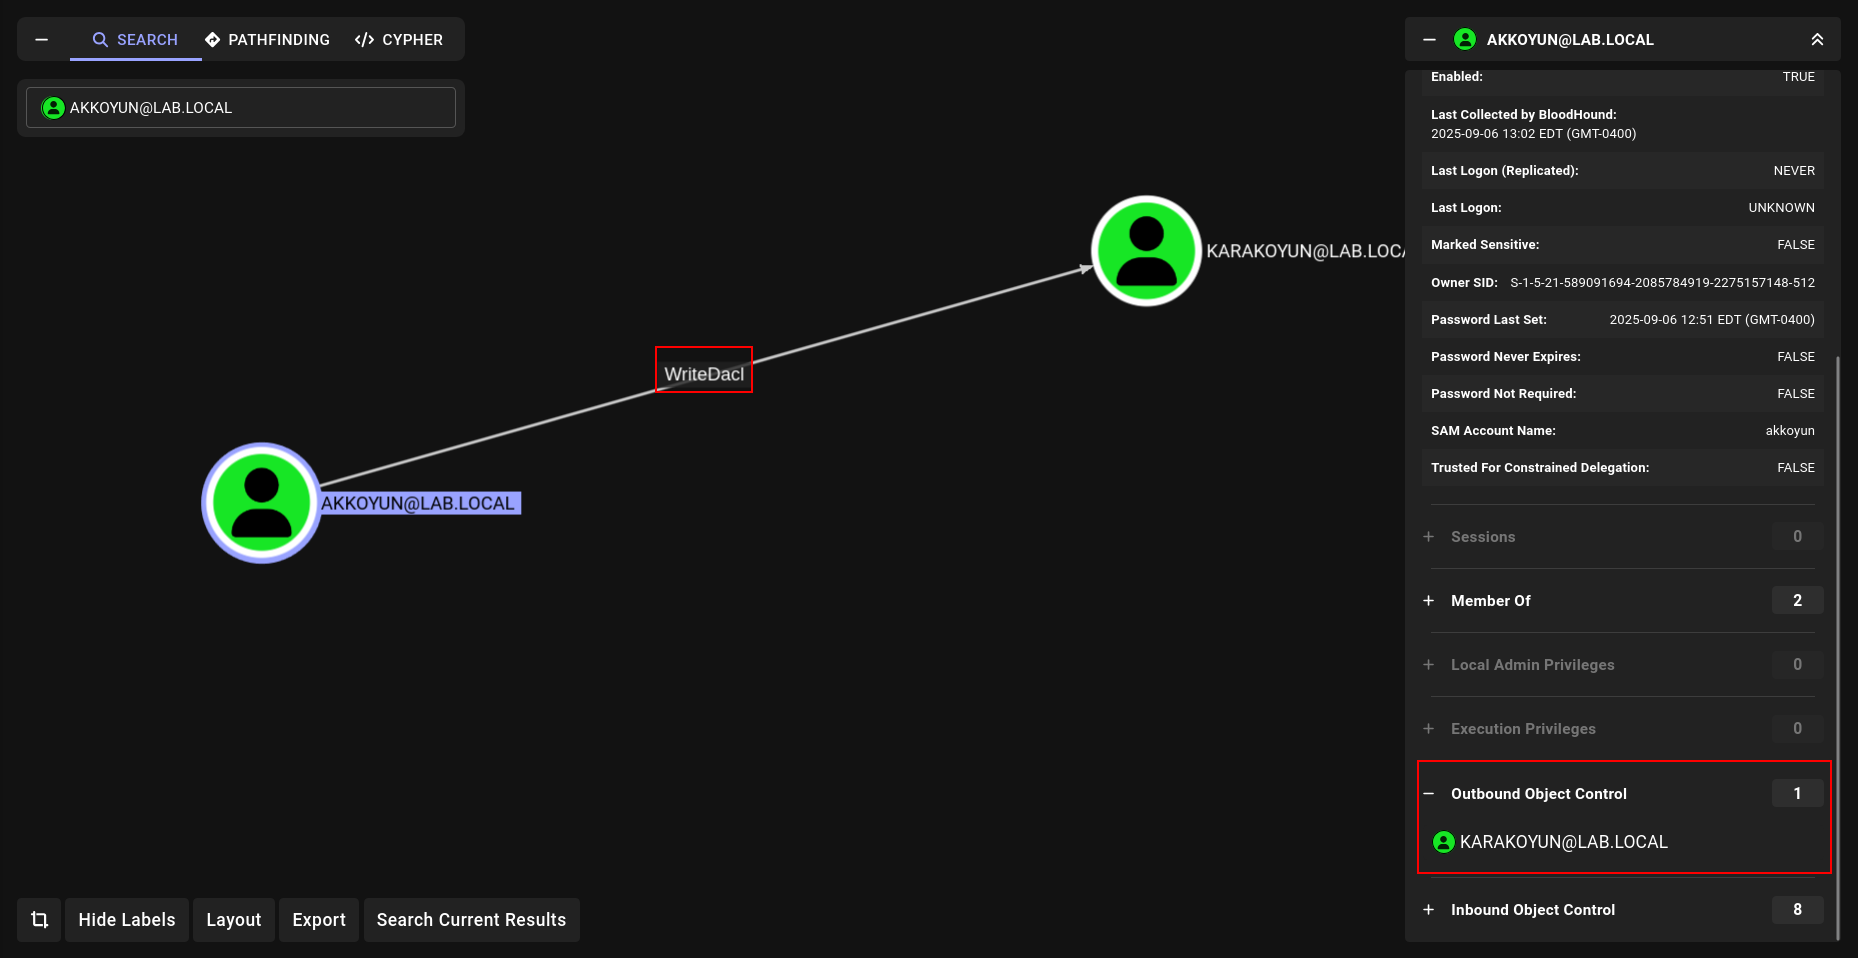 SEARCH
PATHFINDING
</> CYPHER
AKKOYUN@LAB.LOCAL
KARAKOYUN@LAB.LOCA
WriteDacl
AKKOYUN@LAB.LOCAL
Hide Labels
Layout
Export
Search Current Results
AKKOYUN@LAB.LOCAL
Enabled: TRUE
Last Collected by BloodHound:
2025-09-06 13:02 EDT (GMT-0400)
Last Logon (Replicated): NEVER
Last Logon: UNKNOWN
Marked Sensitive: FALSE
Owner SID: S-1-5-21-589091694-2085784919-2275157148-512
Password Last Set: 2025-09-06 12:51 EDT (GMT-0400)
Password Never Expires: FALSE
Password Not Required: FALSE
SAM Account Name: akkoyun
Trusted For Constrained Delegation: FALSE
+ Sessions 0
+ Member Of 2
+ Local Admin Privileges 0
+ Execution Privileges 0
− Outbound Object Control 1
KARAKOYUN@LAB.LOCAL
+ Inbound Object Control 8